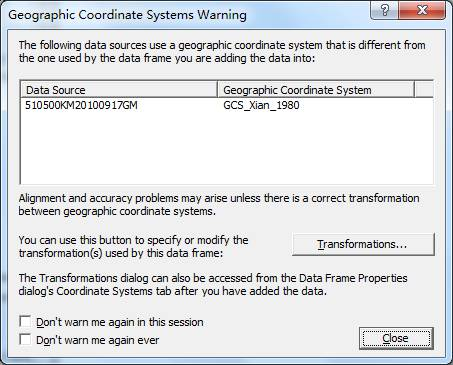 Geographic Coordinate Systems Warning
The following data sources use a geographic coordinate system that is different from
the one used by the data frame you are adding the data into:
Data Source Geographic Coordinate System
510500KM20100917GM GCS_Xian_1980
Alignment and accuracy problems may arise unless there is a correct transformation
between geographic coordinate systems.
You can use this button to specify or modify the
transformation(s) used by this data frame:
Transformations...
The Transformations dialog can also be accessed from the Data Frame Properties
dialog's Coordinate Systems tab after you have added the data.
Don't warn me again in this session
Don't warn me again ever
Close